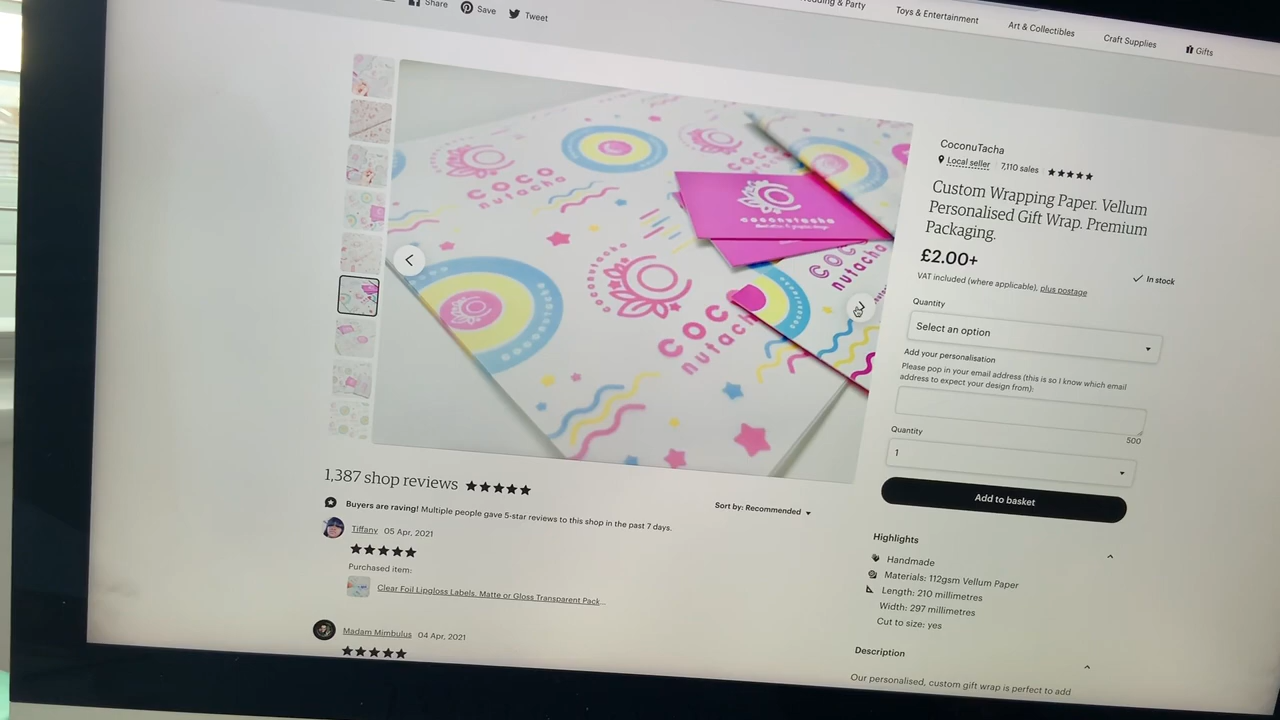 Share
Save
Tweet
& Party
Toys & Entertainment
Art & Collectibles
Craft Supplies
Gifts
COCO
nutacha
coconutacha
coconutacha
COCO
nutacha
nutacha
CoconuTacha
Local seller
7,110 sales
Custom Wrapping Paper. Vellum
Personalised Gift Wrap. Premium
Packaging.
£2.00+
In stock
VAT included (where applicable), plus postage
Quantity
Select an option
Add your personalisation
Please pop in your email address (this is so I know which email
address to expect your design from):
500
Quantity
1
Add to basket
1,387 shop reviews
Buyers are raving! Multiple people gave 5-star reviews to this shop in the past 7 days.
Sort by: Recommended
Tiffany 05 Apr, 2021
Purchased item:
Clear Foil Lipgloss Labels, Matte or Gloss Transparent Pack...
Madam Mimbulus 04 Apr, 2021
Highlights
Handmade
Materials: 112gsm Vellum Paper
Length: 210 millimetres
Width: 297 millimetres
Cut to size: yes
Description
Our personalised, custom gift wrap is perfect to add